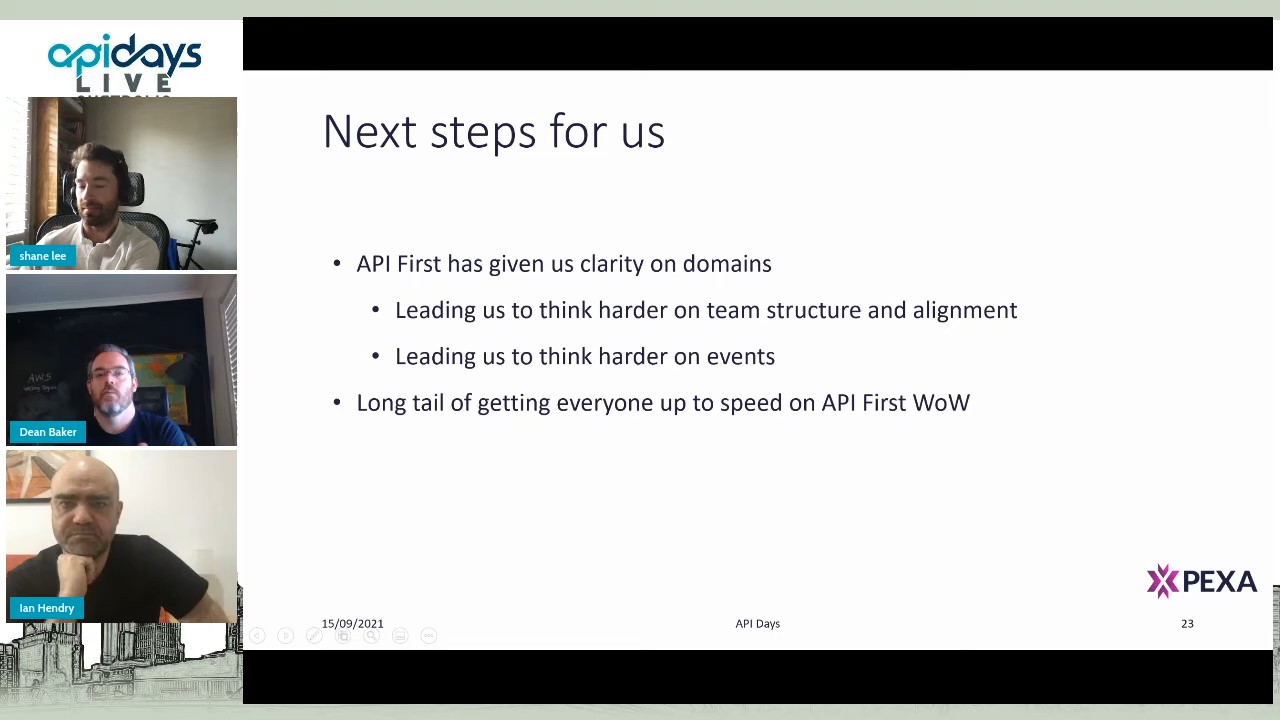 apidays
LIVE
shane lee
AWS
Dean Baker
Ian Hendry
Next steps for us
• API First has given us clarity on domains
• Leading us to think harder on team structure and alignment
• Leading us to think harder on events
• Long tail of getting everyone up to speed on API First WoW
PEXA
15/09/2021
API Days
23